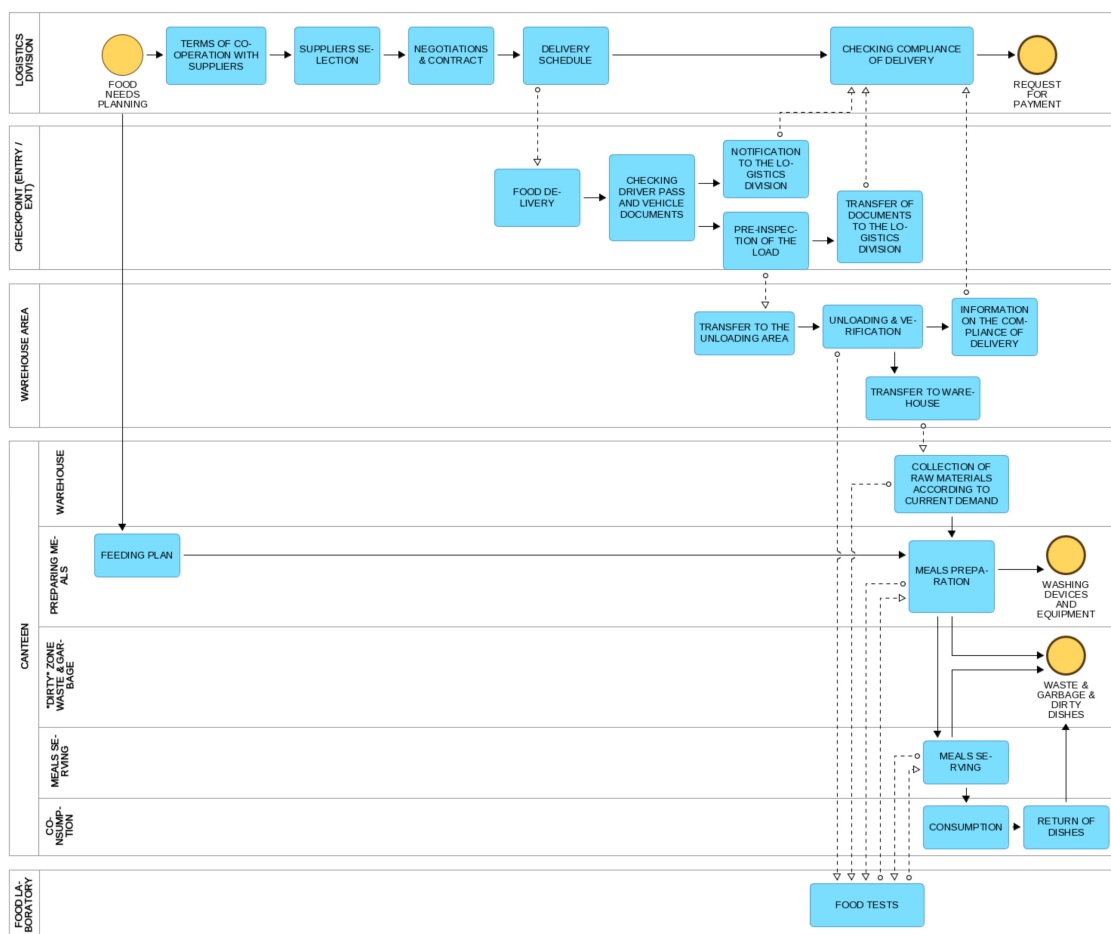 LOGISTICS
DIVISION
FOOD
NEEDS
PLANNING
TERMS OF CO-
OPERATION WITH
SUPPLIERS
SUPPLIERS SE-
LECTION
NEGOTIATIONS
& CONTRACT
DELIVERY
SCHEDULE
CHECKING COMPLIANCE
OF DELIVERY
REQUEST
FOR
PAYMENT
CHECKPOINT (ENTRY /
EXIT)
FOOD DE-
LIVERY
CHECKING
DRIVER PASS
AND VEHICLE
DOCUMENTS
NOTIFICATION
TO THE LO-
GISTICS
DIVISION
PRE-INSPEC-
TION OF THE
LOAD
TRANSFER OF
DOCUMENTS
TO THE LO-
GISTICS
DIVISION
WAREHOUSE AREA
TRANSFER TO THE
UNLOADING AREA
UNLOADING & VE-
RIFICATION
INFORMATION
ON THE COM-
PLIANCE OF
DELIVERY
TRANSFER TO WARE-
HOUSE
CANTEEN
WAREHOUSE
COLLECTION OF
RAW MATERIALS
ACCORDING TO
CURRENT DEMAND
PREPARING ME-
ALS
FEEDING PLAN
MEALS PREPA-
RATION
WASHING
DEVICES
AND
EQUIPMENT
"DIRTY" ZONE
WASTE & GAR-
BAGE
WASTE &
GARBAGE &
DIRTY
DISHES
MEALS SE-
RVING
MEALS SE-
RVING
CO-
NSUMP-
TION
CONSUMPTION
RETURN OF
DISHES
FOOD LA-
BORATORY
FOOD TESTS